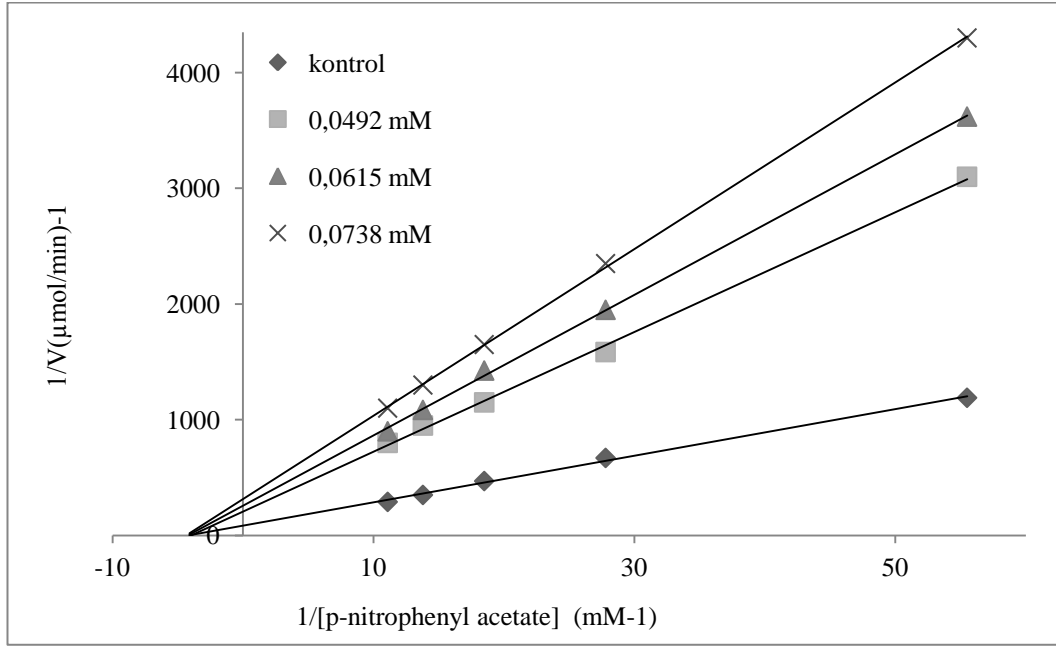 4000
3000
2000
1000
0
-10
10
30
50
kontrol
0,0492 mM
0,0615 mM
0,0738 mM
1/V(µmol/min)-1
1/[p-nitrophenyl acetate] (mM-1)